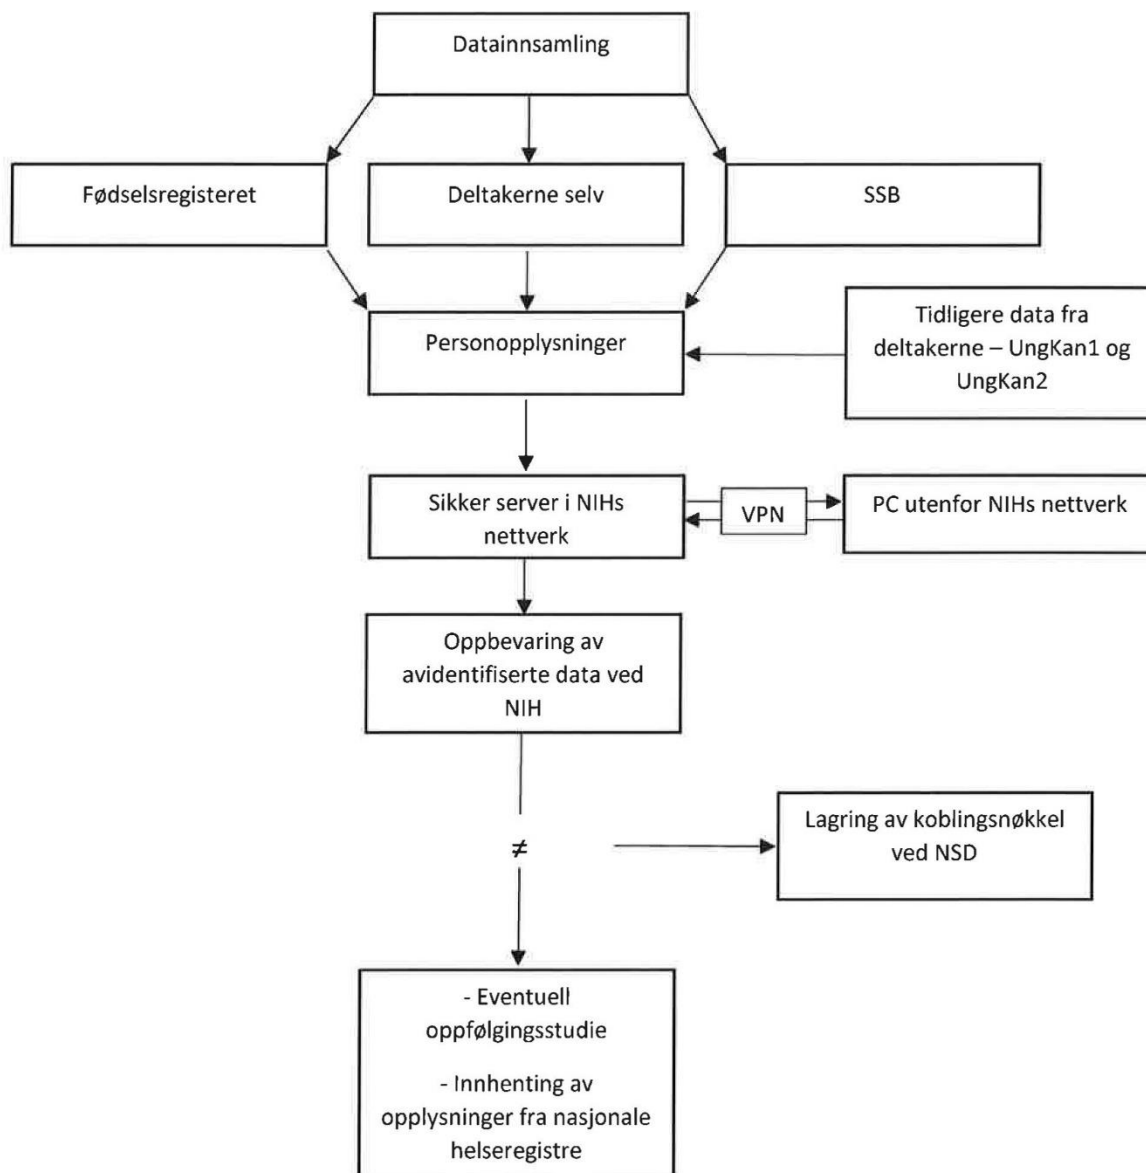 Datainnsamling
Fødselsregisteret
Deltakerne selv
SSB
Personopplysninger
Tidligere data fra
deltakerne – UngKan1 og
UngKan2
Sikker server i NIHs
nettverk
VPN
PC utenfor NIHs nettverk
Oppbevaring av
avidentifiserte data ved
NIH
≠
Lagring av koblingsnøkkel
ved NSD
- Eventuell
oppfølgingsstudie
- Innhenting av
opplysninger fra nasjonale
helseregistre